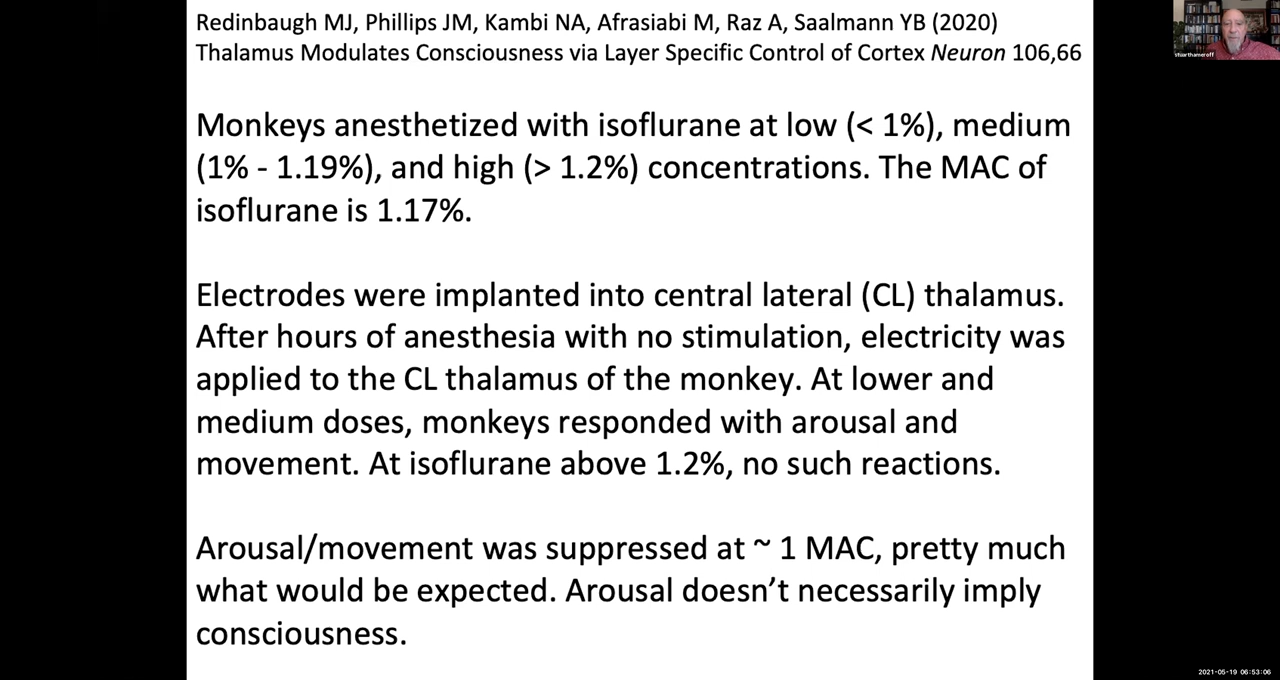 Redinbaugh MJ, Phillips JM, Kambi NA, Afrasiabi M, Raz A, Saalmann YB (2020)
Thalamus Modulates Consciousness via Layer Specific Control of Cortex Neuron 106,66
Monkeys anesthetized with isoflurane at low (< 1%), medium
(1% - 1.19%), and high (> 1.2%) concentrations. The MAC of
isoflurane is 1.17%.
Electrodes were implanted into central lateral (CL) thalamus.
After hours of anesthesia with no stimulation, electricity was
applied to the CL thalamus of the monkey. At lower and
medium doses, monkeys responded with arousal and
movement. At isoflurane above 1.2%, no such reactions.
Arousal/movement was suppressed at ~ 1 MAC, pretty much
what would be expected. Arousal doesn’t necessarily imply
consciousness.
stuarthameroff
2021-05-19 06:53:06